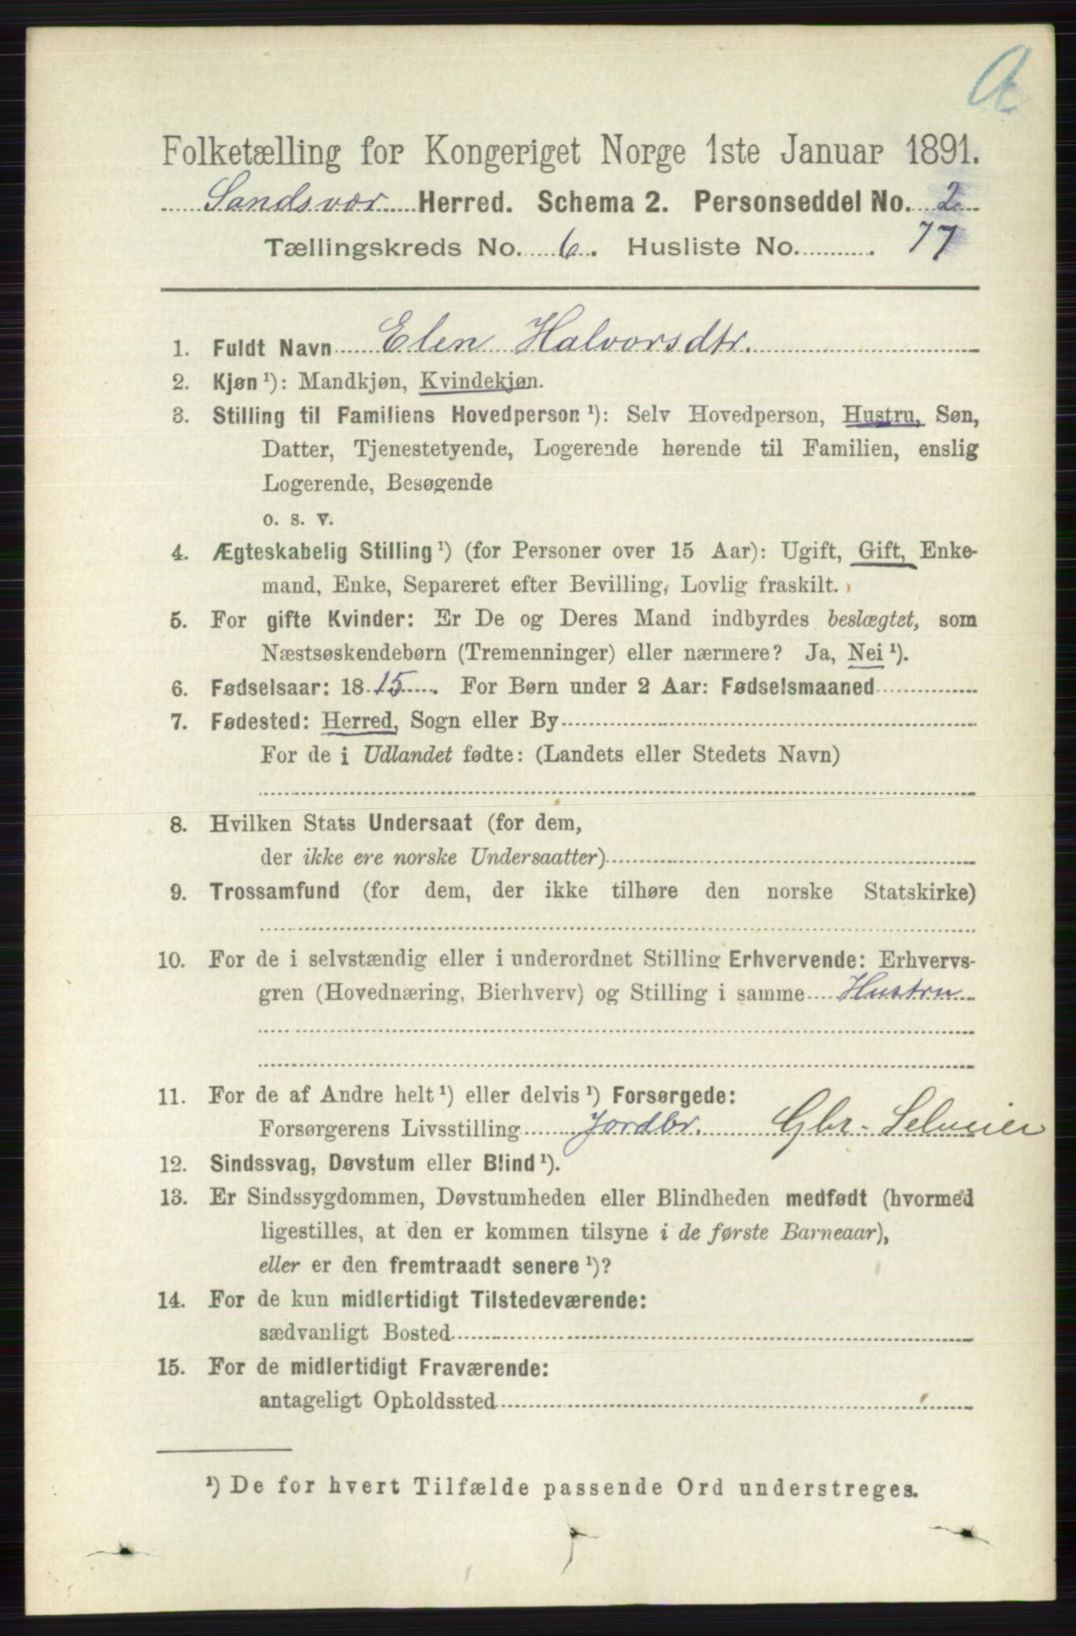 A
Folketælling for Kongeriget Norge 1ste Januar 1891.
Sandsvær Herred. Schema 2. Personseddel No. 2
Tællingskreds No. 6. Husliste No. 77
1. Fuldt Navn Elen Halvorsdtr.
2. Kjøn ¹): Mandkjøn, Kvindekjøn.
3. Stilling til Familiens Hovedperson ¹): Selv Hovedperson, Hustru, Søn,
Datter, Tjenestetyende, Logerende hørende til Familien, enslig
Logerende, Besøgende
o. s. v.
4. Ægteskabelig Stilling ¹) (for Personer over 15 Aar): Ugift, Gift, Enke-
mand, Enke, Separeret efter Bevilling, Lovlig fraskilt.
5. For gifte Kvinder: Er De og Deres Mand indbyrdes beslægtet, som
Næstsøskendebørn (Tremenninger) eller nærmere? Ja, Nei ¹).
6. Fødselsaar: 1815. For Børn under 2 Aar: Fødselsmaaned
7. Fødested: Herred, Sogn eller By
For de i Udlandet fødte: (Landets eller Stedets Navn)
8. Hvilken Stats Undersaat (for dem,
der ikke ere norske Undersaatter)
9. Trossamfund (for dem, der ikke tilhøre den norske Statskirke)
10. For de i selvstændig eller i underordnet Stilling Erhvervende: Erhvervs-
gren (Hovednæring, Bierhverv) og Stilling i samme Hustru
11. For de af Andre helt ¹) eller delvis ¹) Forsørgede:
Forsørgerens Livsstilling Jordbr. Gbr. Selveier
12. Sindssvag, Døvstum eller Blind ¹).
13. Er Sindssygdommen, Døvstumheden eller Blindheden medfødt (hvormed
ligestilles, at den er kommen tilsyne i de første Barneaar),
eller er den fremtraadt senere ¹)?
14. For de kun midlertidigt Tilstedeværende:
sædvanligt Bosted
15. For de midlertidigt Fraværende:
antageligt Opholdssted
¹) De for hvert Tilfælde passende Ord understreges.